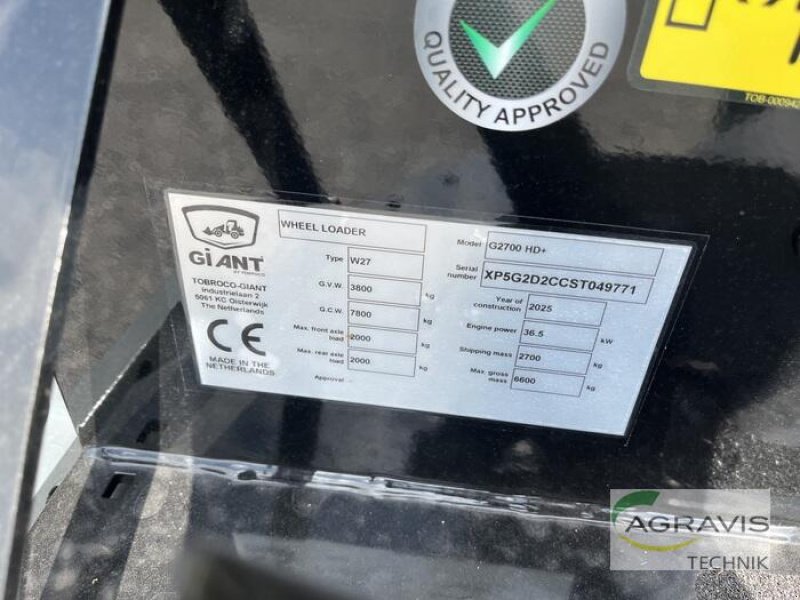 QUALITY APPROVED
TOB-00094
GiANT
BY TOBROCO
TOBROCO-GIANT
Industrielaan 2
5061 KC Oisterwijk
The Netherlands
CE
MADE IN THE
NETHERLANDS
WHEEL LOADER
Type W27
G.V.W. 3800 kg
G.C.W. 7800 kg
Max. front axle
load 2000 kg
Max. rear axle
load 2000 kg
Approval -
Model G2700 HD+
Serial
number XP5G2D2CCST049771
Year of
construction 2025
Engine power 36.5 kW
Shipping mass 2700 kg
Max. gross
mass 6600 kg
AGRAVIS
TECHNIK